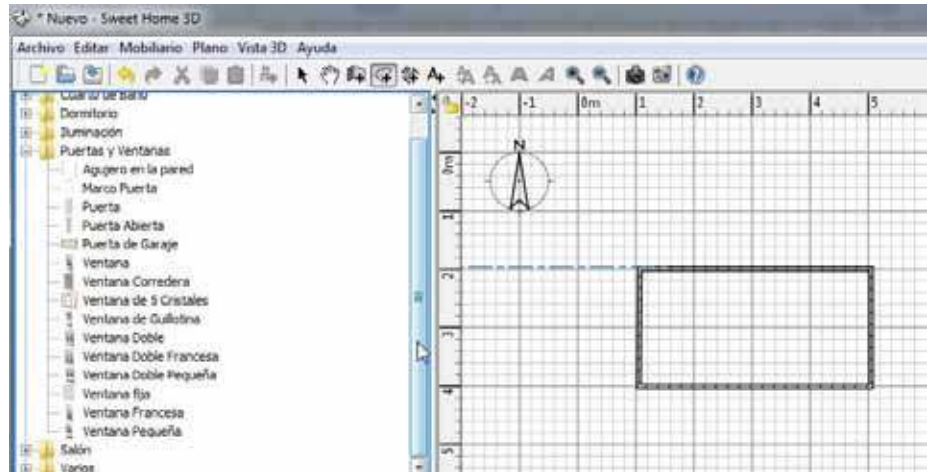 * Nuevo - Sweet Home 3D
Archivo Editar Mobiliario Plano Vista 3D Ayuda
Cuarto de Baño
Dormitorio
Iluminación
Puertas y Ventanas
Agujero en la pared
Marco Puerta
Puerta
Puerta Abierta
Puerta de Garaje
Ventana
Ventana Corredera
Ventana de 5 Cristales
Ventana de Guillotina
Ventana Doble
Ventana Doble Francesa
Ventana Doble Pequeña
Ventana fija
Ventana Francesa
Ventana Pequeña
Salón
Varios
-2 -1 0m 1 2 3 4 5
N
0m
1
2
3
4
5